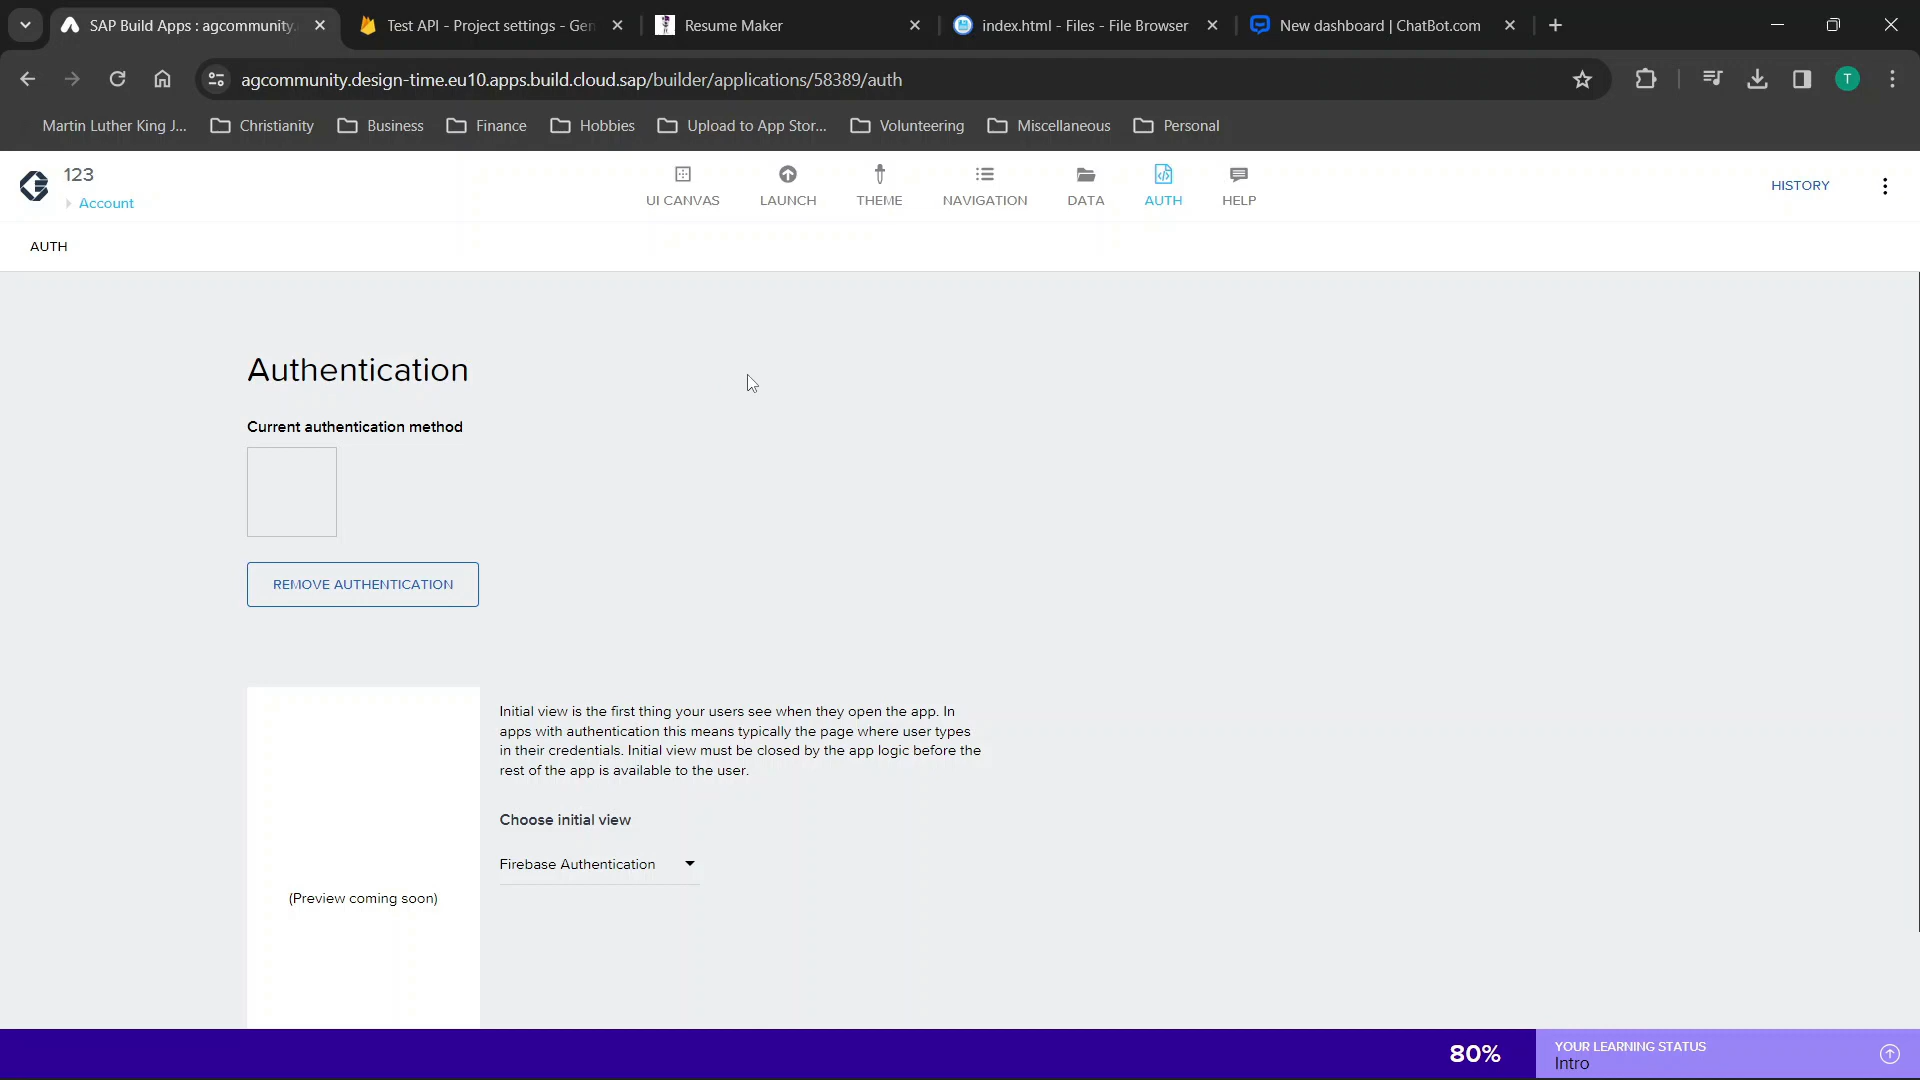 SAP Build Apps : agcommunity.
Test API - Project settings - Gen
Resume Maker
index.html - Files - File Browser
New dashboard | ChatBot.com
agcommunity.design-time.eu10.apps.build.cloud.sap/builder/applications/58389/auth
T
Martin Luther King J...
Christianity
Business
Finance
Hobbies
Upload to App Stor...
Volunteering
Miscellaneous
Personal
123
Account
UI CANVAS
LAUNCH
THEME
NAVIGATION
DATA
AUTH
HELP
HISTORY
AUTH
Authentication
Current authentication method
REMOVE AUTHENTICATION
Initial view is the first thing your users see when they open the app. In
apps with authentication this means typically the page where user types
in their credentials. Initial view must be closed by the app logic before the
rest of the app is available to the user.
Choose initial view
Firebase Authentication
(Preview coming soon)
80%
YOUR LEARNING STATUS
Intro